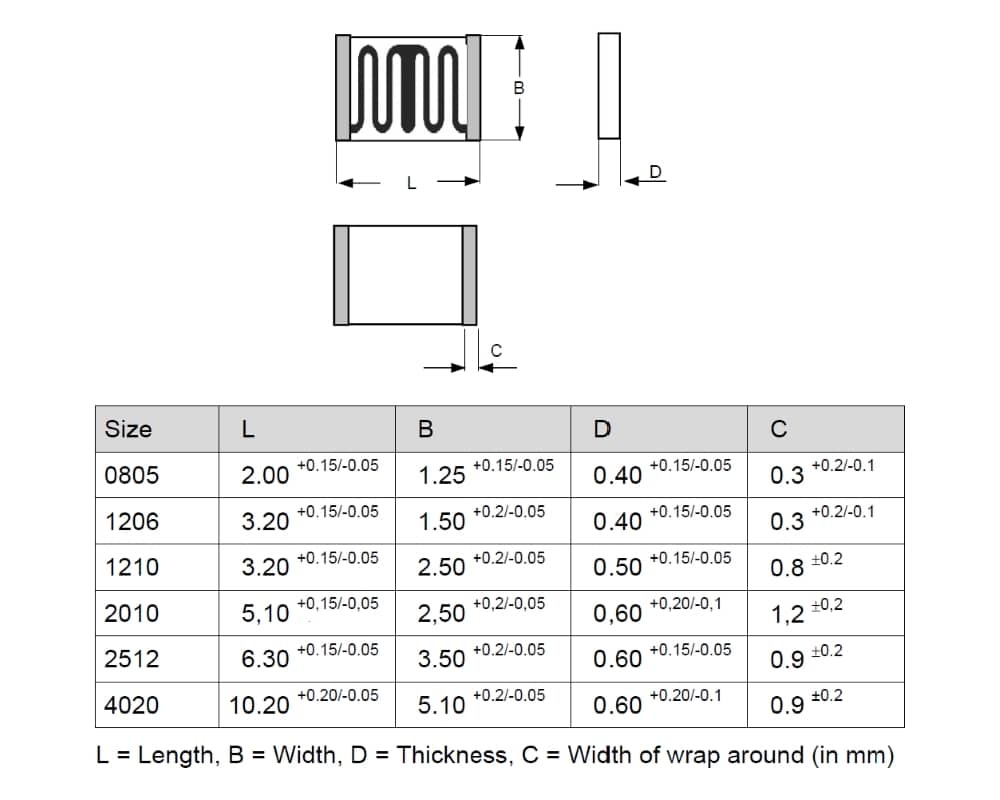 B
L
D
C
Size L B D C
0805 2.00 +0.15/-0.05 1.25 +0.15/-0.05 0.40 +0.15/-0.05 0.3 +0.2/-0.1
1206 3.20 +0.15/-0.05 1.50 +0.2/-0.05 0.40 +0.15/-0.05 0.3 +0.2/-0.1
1210 3.20 +0.15/-0.05 2.50 +0.2/-0.05 0.50 +0.15/-0.05 0.8 ±0.2
2010 5,10 +0,15/-0,05 2,50 +0,2/-0,05 0,60 +0,20/-0,1 1,2 ±0,2
2512 6.30 +0.15/-0.05 3.50 +0.2/-0.05 0.60 +0.15/-0.05 0.9 ±0.2
4020 10.20 +0.20/-0.05 5.10 +0.2/-0.05 0.60 +0.20/-0.1 0.9 ±0.2
L = Length, B = Width, D = Thickness, C = Width of wrap around (in mm)